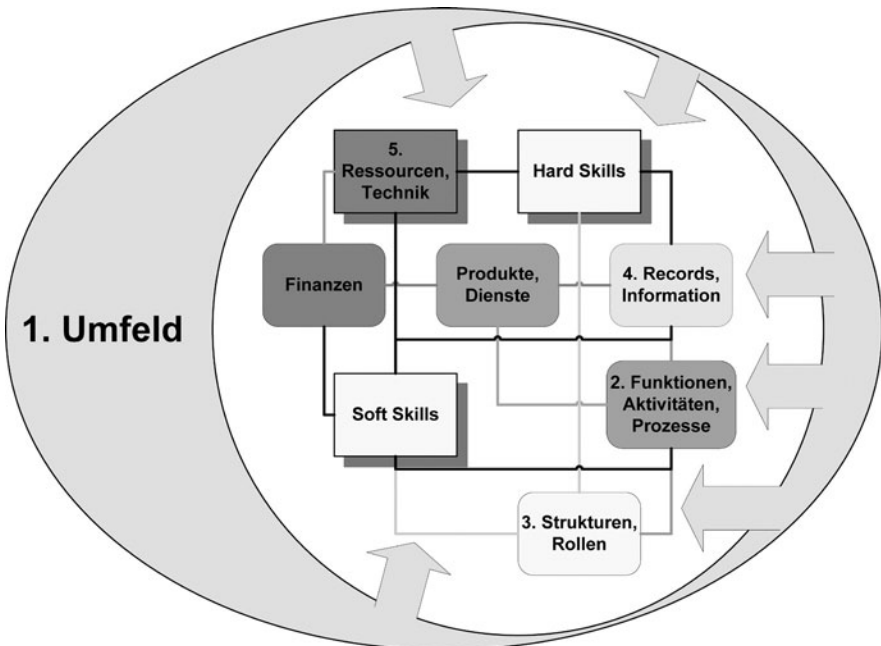 5.
Ressourcen,
Technik
Hard Skills
Finanzen
Produkte,
Dienste
4. Records,
Information
1. Umfeld
Soft Skills
2. Funktionen,
Aktivitäten,
Prozesse
3. Strukturen,
Rollen